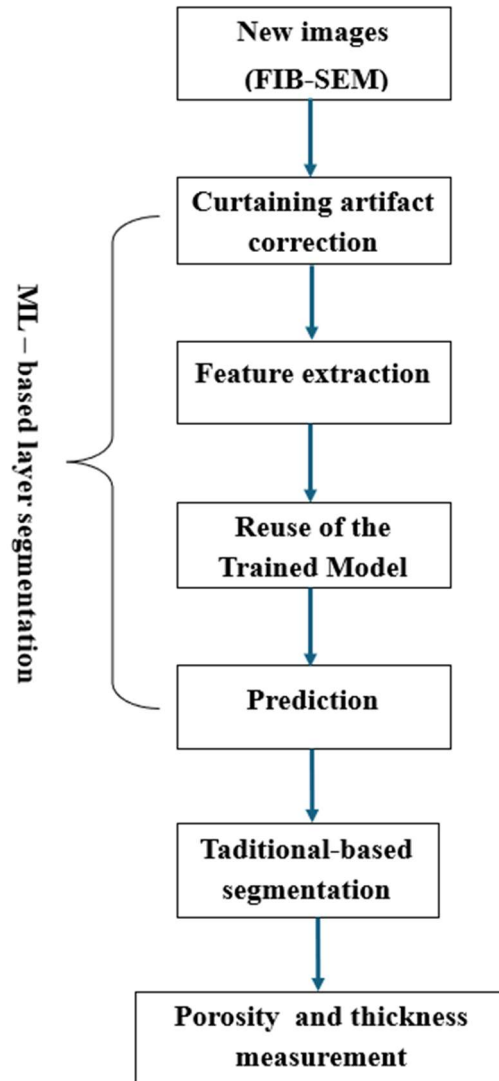 New images
(FIB-SEM)
Curtaining artifact
correction
ML – based layer segmentation
Feature extraction
Reuse of the
Trained Model
Prediction
Taditional-based
segmentation
Porosity and thickness
measurement